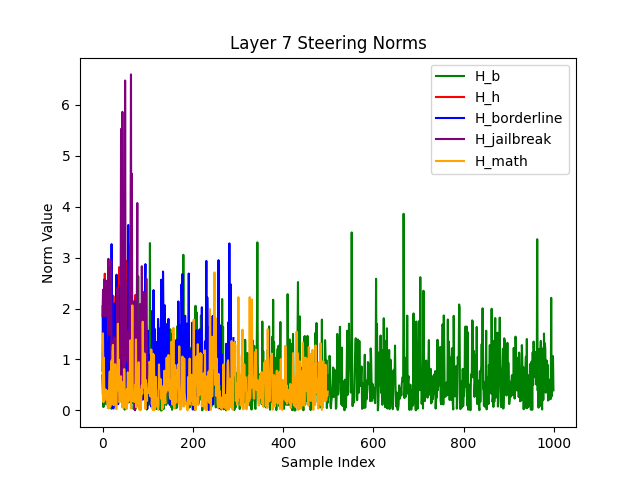 Layer 7 Steering Norms
H_b
H_h
H_borderline
H_jailbreak
H_math
Norm Value
6
5
4
3
2
1
0
0 200 400 600 800 1000
Sample Index